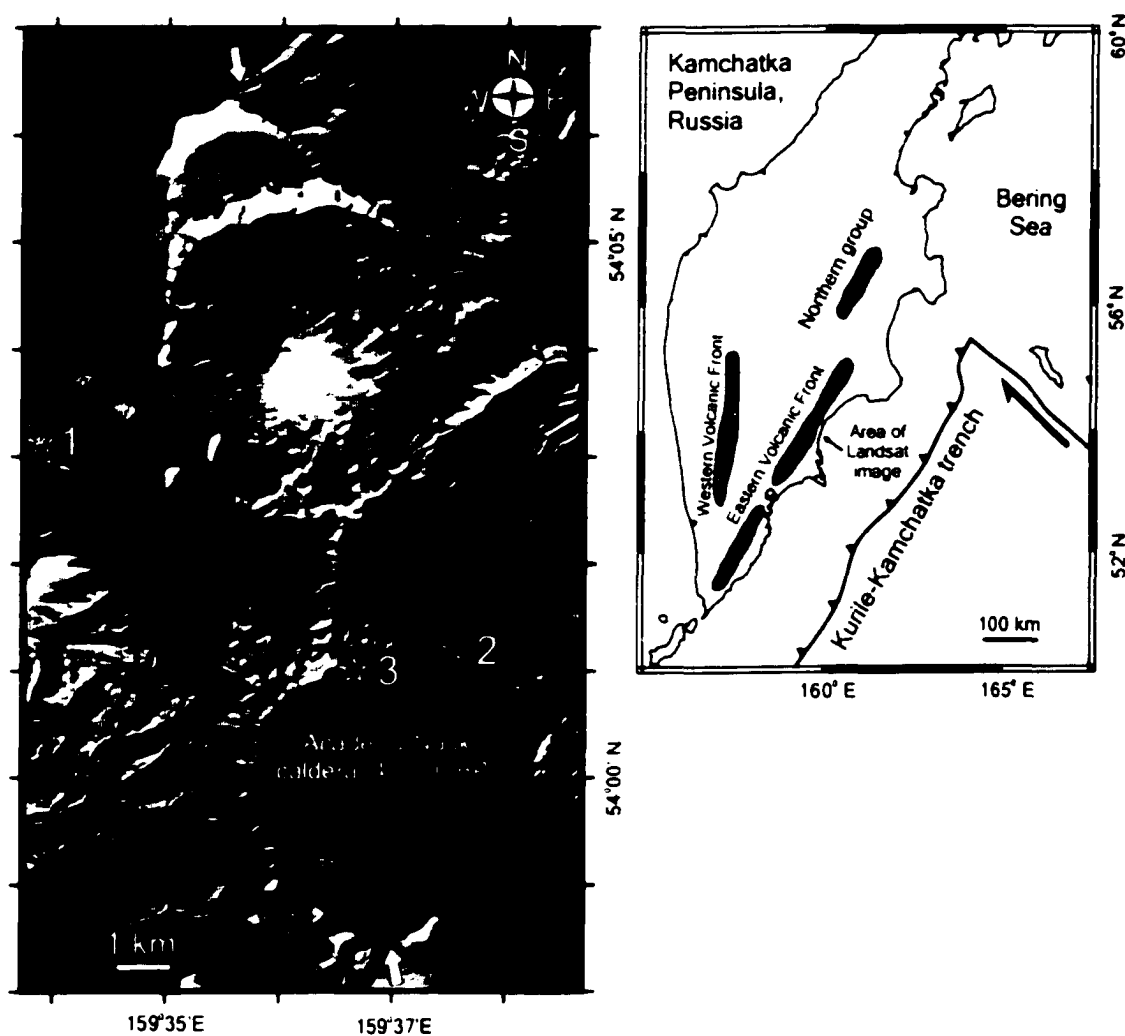 N
S
1
3
2
1 km
54°05' N
54°00' N
159°35'E
159°37'E
Kamchatka
Peninsula,
Russia
Bering
Sea
Northern group
Western Volcanic Front
Eastern Volcanic Front
Area of
Landsat
image
Kurile-Kamchatka trench
100 km
60° N
56° N
52° N
160° E
165° E